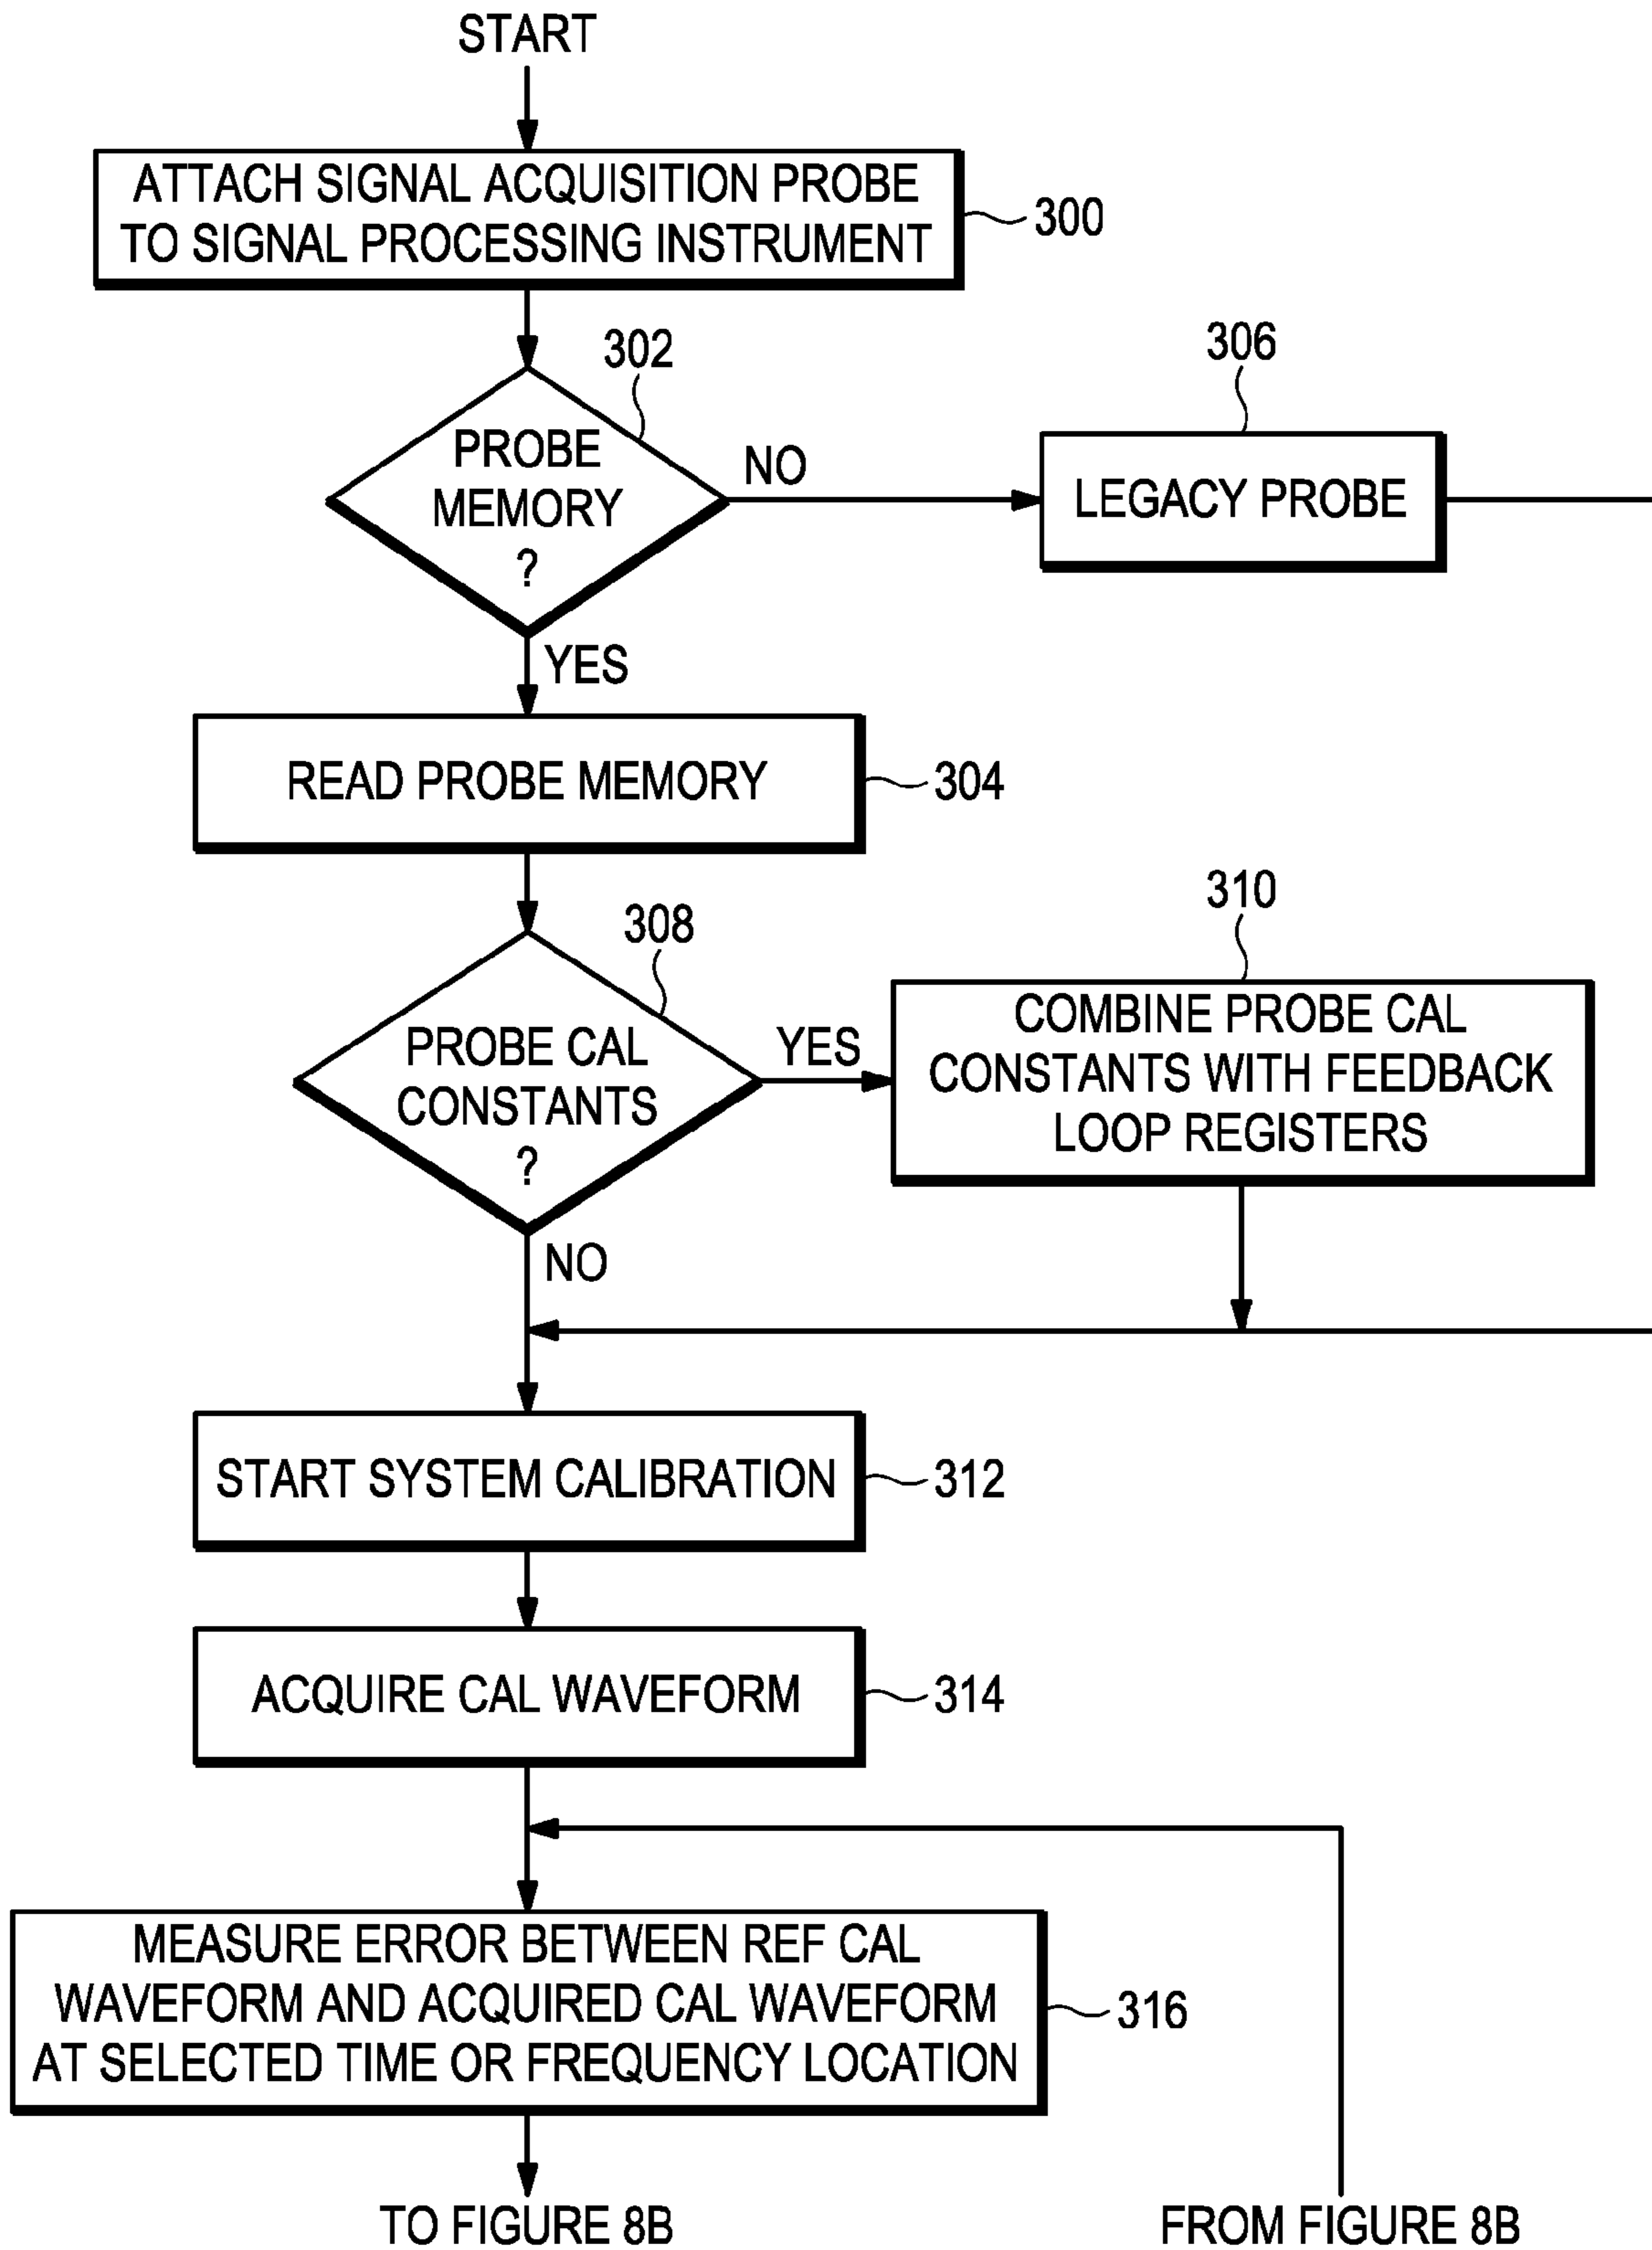 START
ATTACH SIGNAL ACQUISITION PROBE
TO SIGNAL PROCESSING INSTRUMENT
300
302
306
PROBE
MEMORY
?
NO
LEGACY PROBE
YES
READ PROBE MEMORY
304
308
310
PROBE CAL
CONSTANTS
?
YES
COMBINE PROBE CAL
CONSTANTS WITH FEEDBACK
LOOP REGISTERS
NO
START SYSTEM CALIBRATION
312
ACQUIRE CAL WAVEFORM
314
MEASURE ERROR BETWEEN REF CAL
WAVEFORM AND ACQUIRED CAL WAVEFORM
AT SELECTED TIME OR FREQUENCY LOCATION
316
TO FIGURE 8B
FROM FIGURE 8B